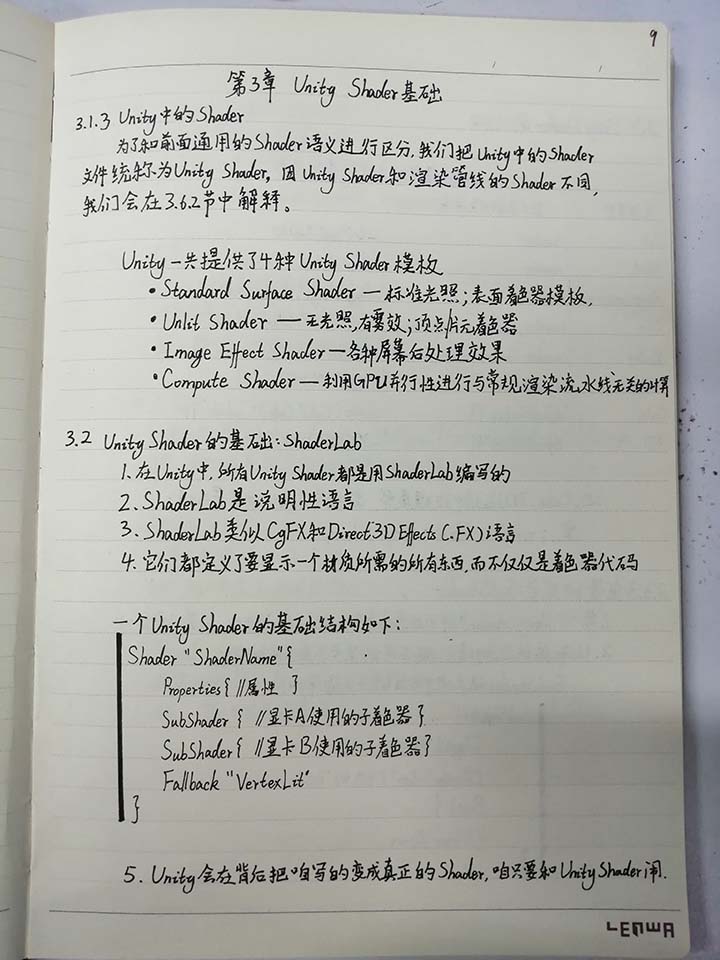 9
第3章 Unity Shader基础
3.1.3 Unity中的Shader
为了和前面通用的Shader语义进行区分,我们把Unity中的Shader
文件统称为Unity Shader。因Unity Shader和渲染管线的Shader不同,
我们会在3.6.2节中解释。
Unity一共提供了4种Unity Shader模板
• Standard Surface Shader — 标准光照;表面着色器模板.
• Unlit Shader — 无光照,有雾效;顶点/片元着色器
• Image Effect Shader — 各种屏幕后处理效果
• Compute Shader — 利用GPU并行性进行与常规渲染流水线无关的计算
3.2 Unity Shader的基础:ShaderLab
1. 在Unity中,所有Unity Shader都是用ShaderLab编写的
2. ShaderLab是说明性语言
3. ShaderLab类似CgFX和Direct3D Effects (.FX)语言
4. 它们都定义了要显示一个材质所需的所有东西,而不仅仅是着色器代码
一个Unity Shader的基础结构如下:
Shader "ShaderName"{
Properties{ //属性 }
SubShader { //显卡A使用的子着色器}
SubShader{ //显卡B使用的子着色器}
Fallback "VertexLit"
}
5. Unity会在背后把咱写的变成真正的Shader,咱只要和Unity Shader闹.
LENWA